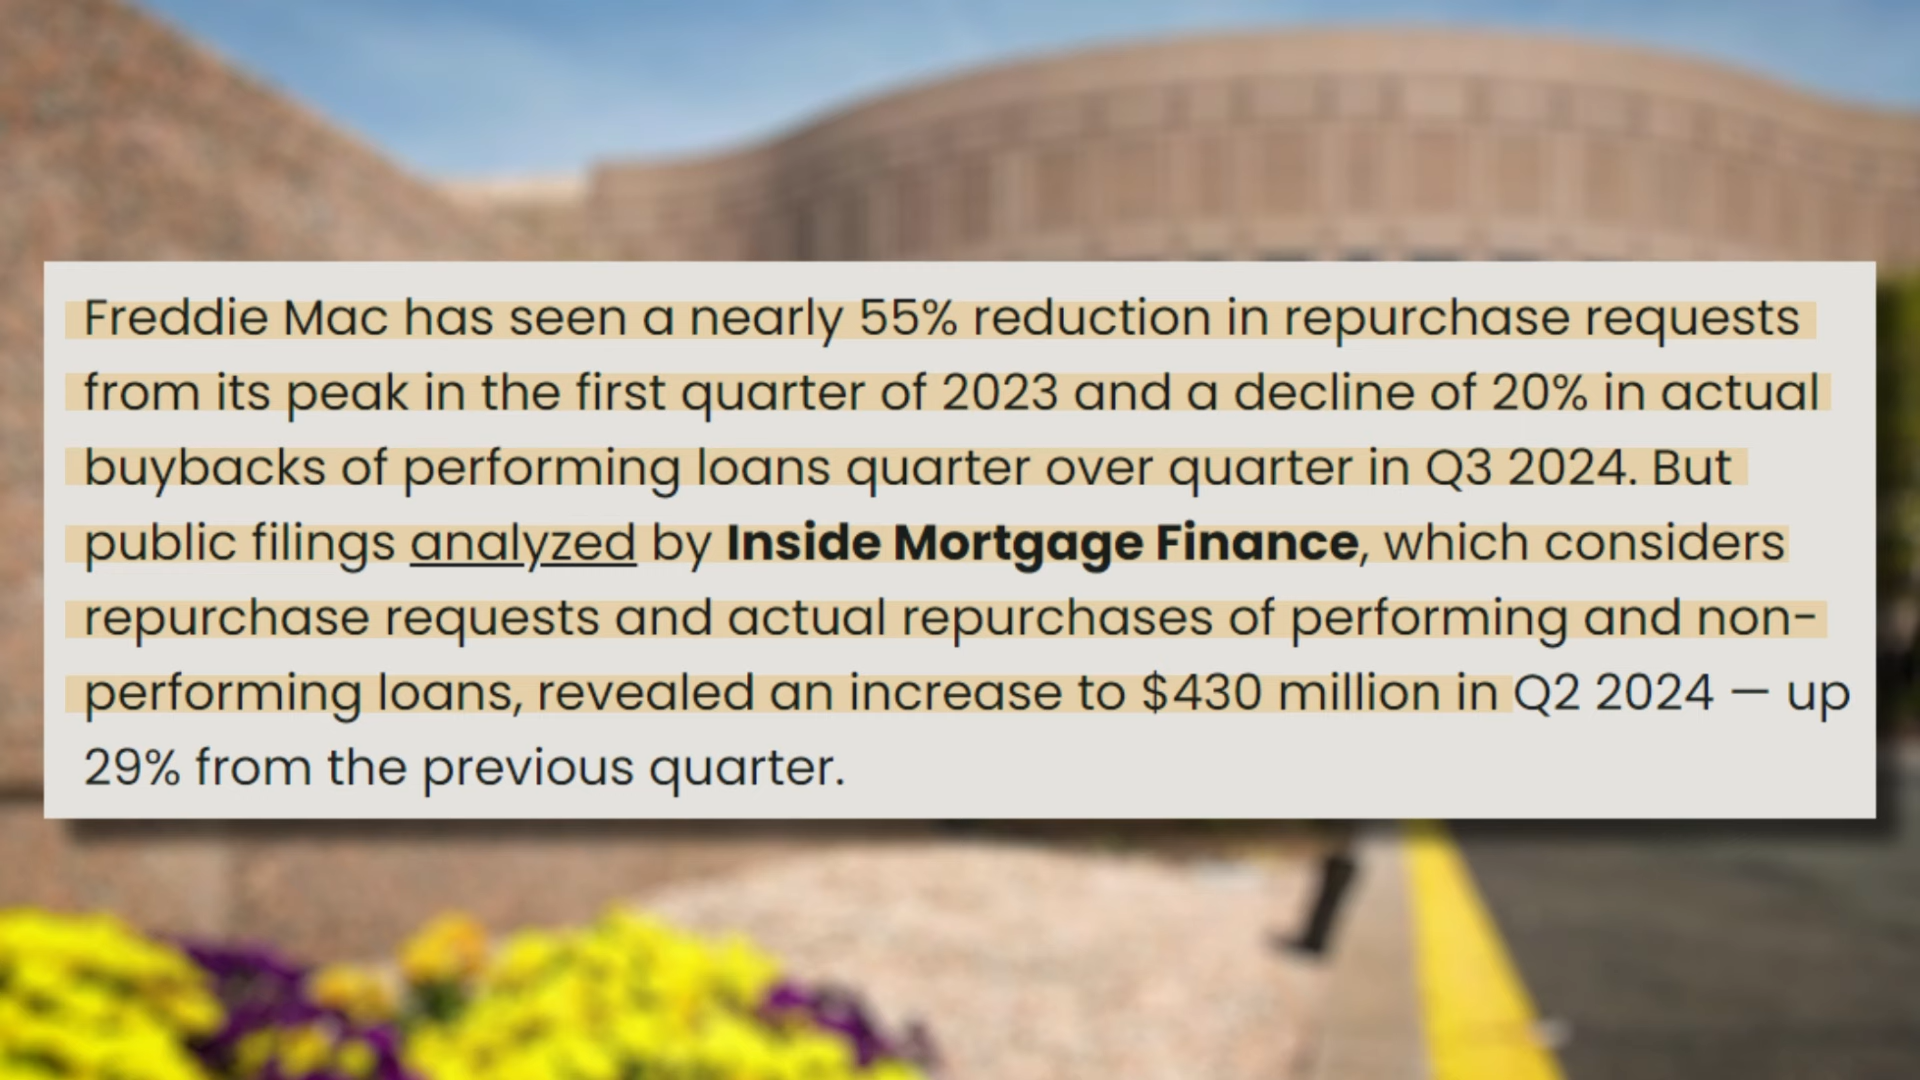 Freddie Mac has seen a nearly 55% reduction in repurchase requests
from its peak in the first quarter of 2023 and a decline of 20% in actual
buybacks of performing loans quarter over quarter in Q3 2024. But
public filings analyzed by Inside Mortgage Finance, which considers
repurchase requests and actual repurchases of performing and non-
performing loans, revealed an increase to $430 million in Q2 2024 — up
29% from the previous quarter.